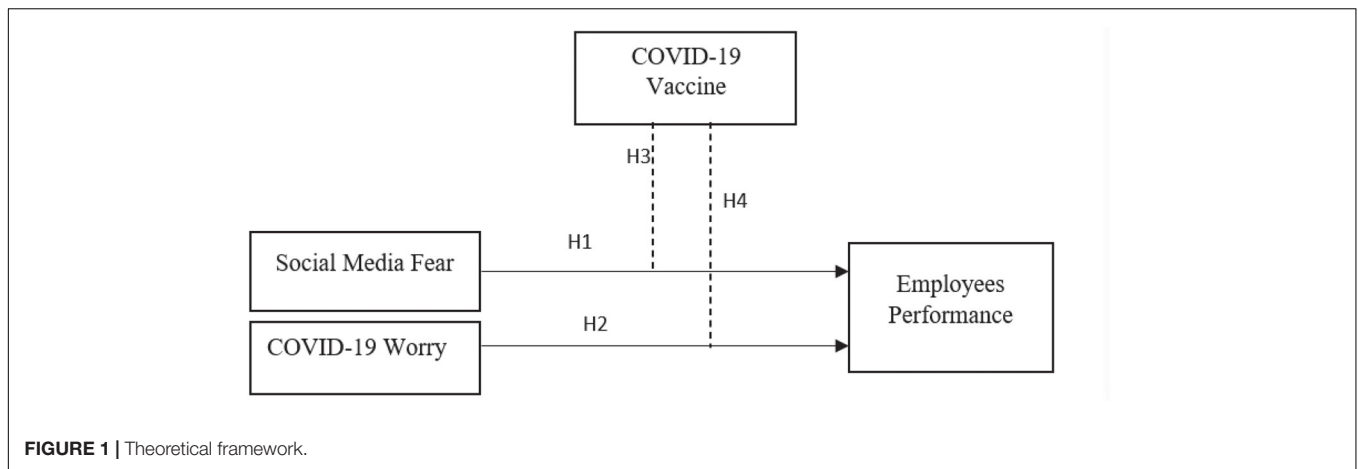 COVID-19
Vaccine
H3
H4
H1
Social Media Fear
Employees
Performance
H2
COVID-19 Worry
FIGURE 1 | Theoretical framework.